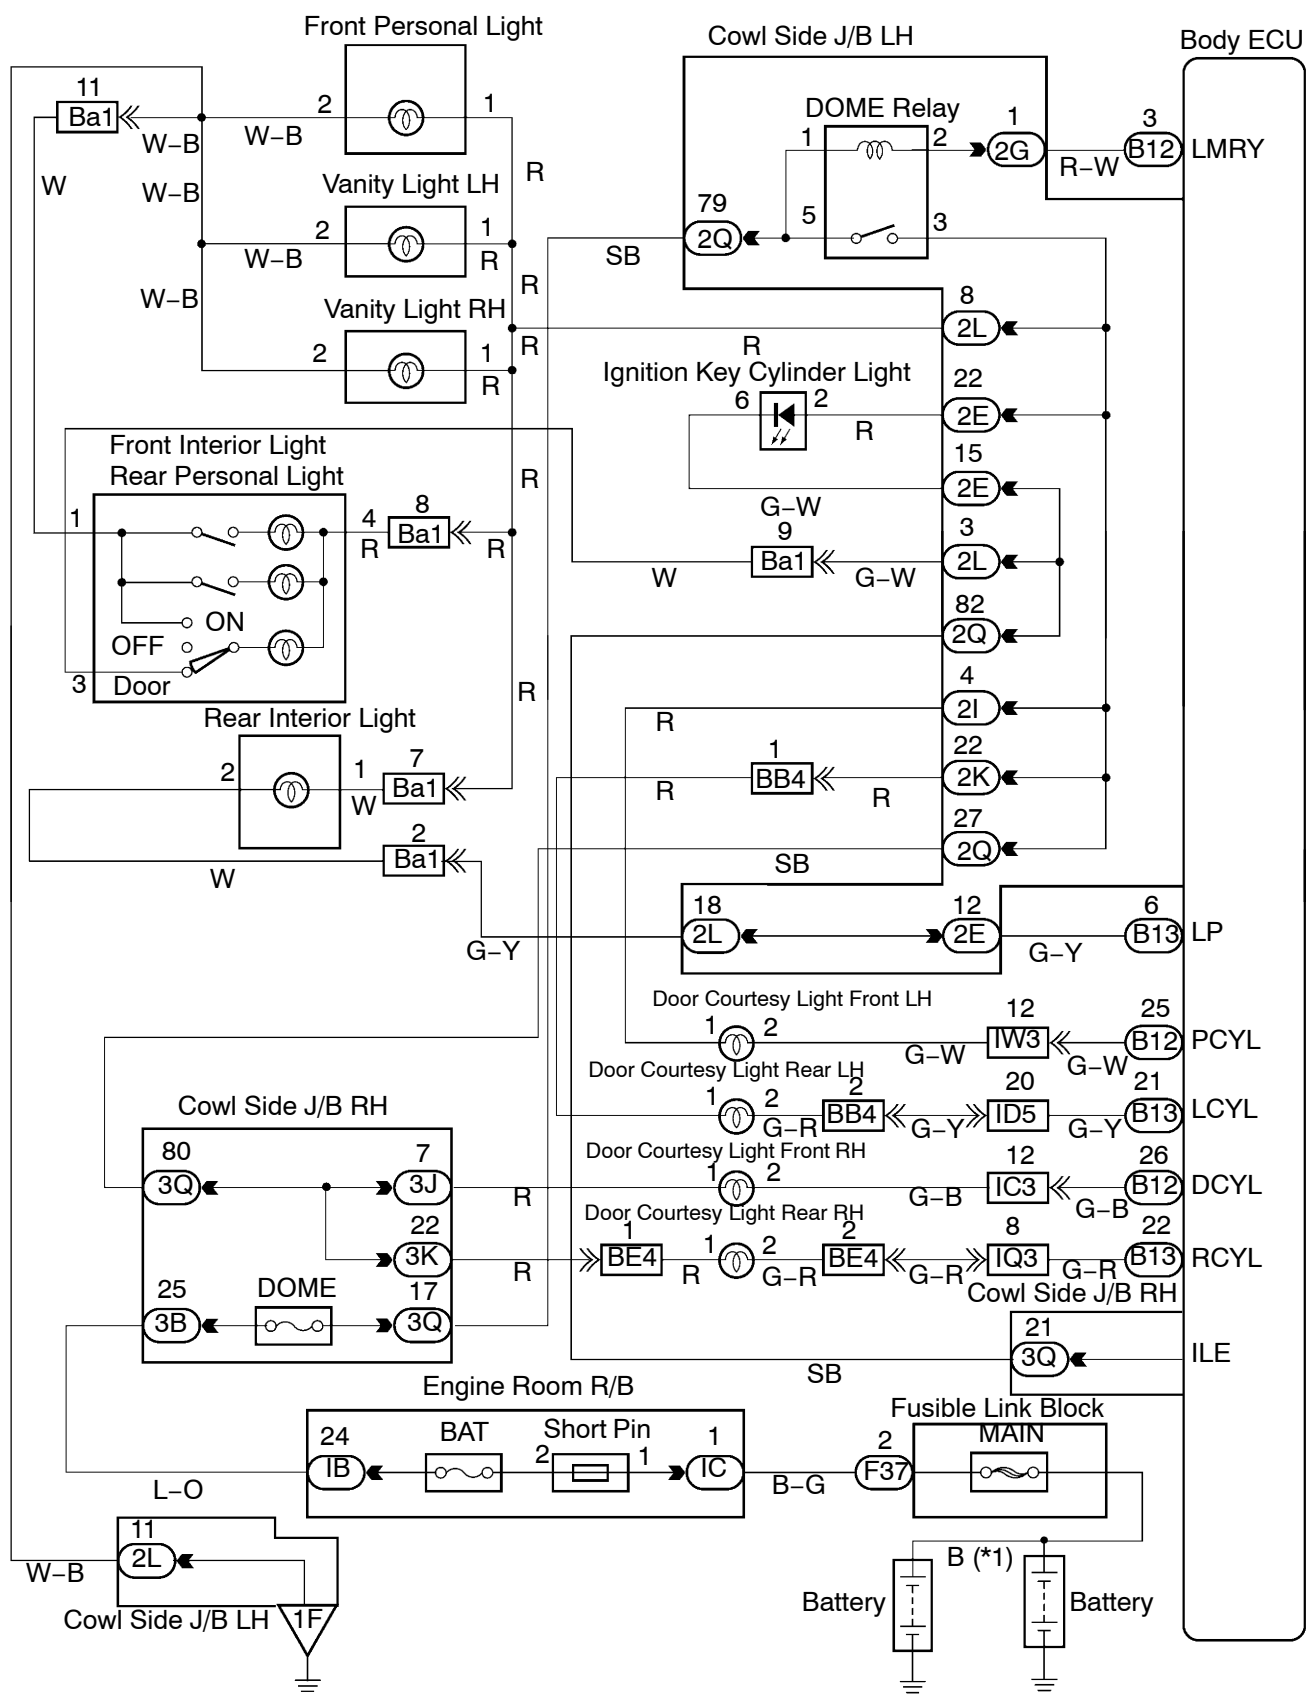 Front Personal Light
Cowl Side J/B LH
Body ECU
11
Ba1
2
1
W–B
W–B
DOME Relay
1
2
1
2G
3
B12
LMRY
R–W
W
R
Vanity Light LH
W–B
2
1
W–B
R
79
2Q
5
3
SB
R
W–B
Vanity Light RH
2
1
R
R
8
2L
R
Ignition Key Cylinder Light
6
2
R
22
2E
15
2E
G–W
Front Interior Light
Rear Personal Light
R
1
4
R
8
Ba1
R
9
Ba1
W
G–W
3
2L
82
2Q
ON
OFF
Door
3
R
4
2I
R
Rear Interior Light
2
1
W
7
Ba1
1
BB4
R
R
22
2K
2
Ba1
W
27
2Q
SB
G–Y
18
2L
12
2E
G–Y
6
B13
LP
Door Courtesy Light Front LH
1
2
G–W
12
IW3
G–W
25
B12
PCYL
Door Courtesy Light Rear LH
1
2
G–R
2
BB4
G–Y
20
ID5
G–Y
21
B13
LCYL
Door Courtesy Light Front RH
1
2
G–B
12
IC3
G–B
26
B12
DCYL
Door Courtesy Light Rear RH
1
BE4
R
1
2
G–R
2
BE4
G–R
8
IQ3
G–R
22
B13
RCYL
Cowl Side J/B RH
80
3Q
7
3J
R
22
3K
R
25
3B
DOME
17
3Q
Cowl Side J/B RH
21
3Q
ILE
SB
Engine Room R/B
24
IB
BAT
Short Pin
2
1
1
IC
B–G
Fusible Link Block
2
F37
MAIN
L–O
11
2L
W–B
Cowl Side J/B LH
1F
B (*1)
Battery
Battery